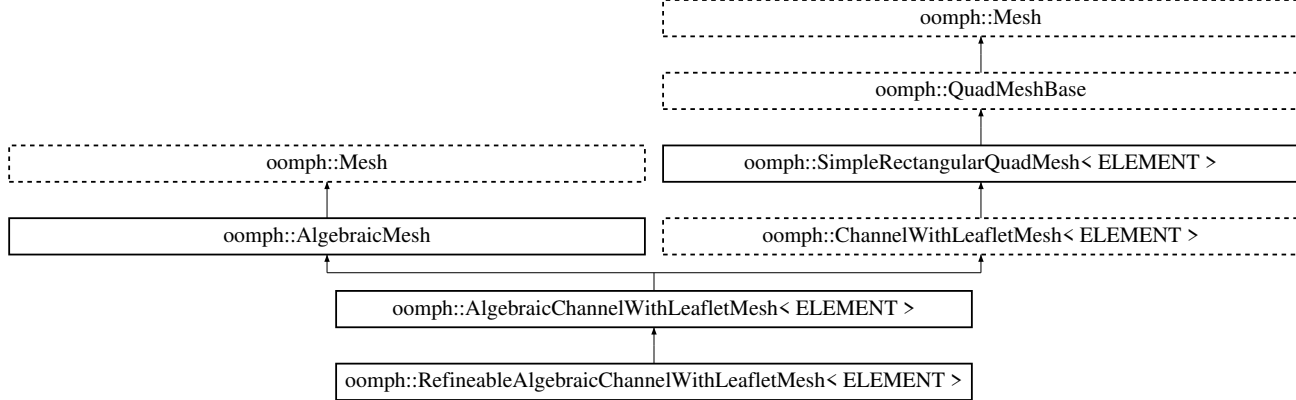 oomph::Mesh
oomph::QuadMeshBase
oomph::Mesh
oomph::SimpleRectangularQuadMesh< ELEMENT >
oomph::AlgebraicMesh
oomph::ChannelWithLeafletMesh< ELEMENT >
oomph::AlgebraicChannelWithLeafletMesh< ELEMENT >
oomph::RefineableAlgebraicChannelWithLeafletMesh< ELEMENT >